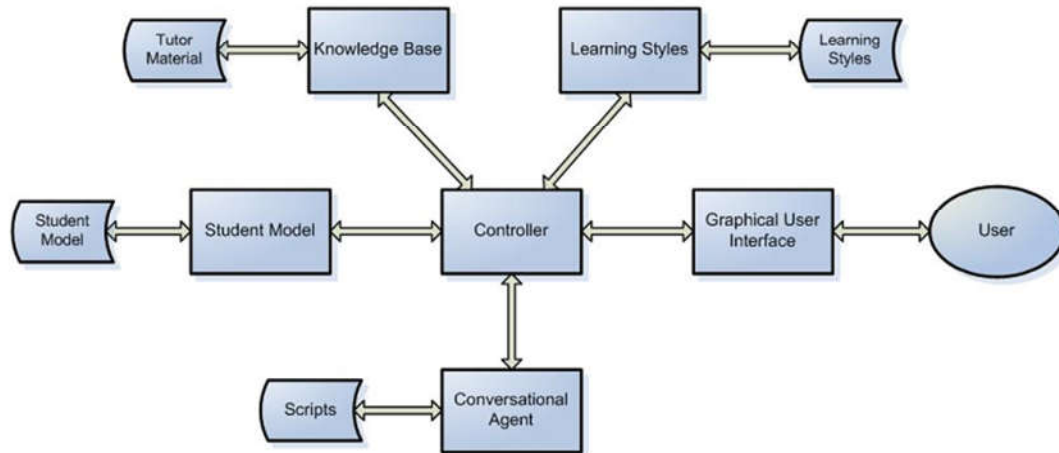 Tutor
Material
Knowledge Base
Learning Styles
Learning
Styles
Student
Model
Student Model
Controller
Graphical User
Interface
User
Scripts
Conversational
Agent